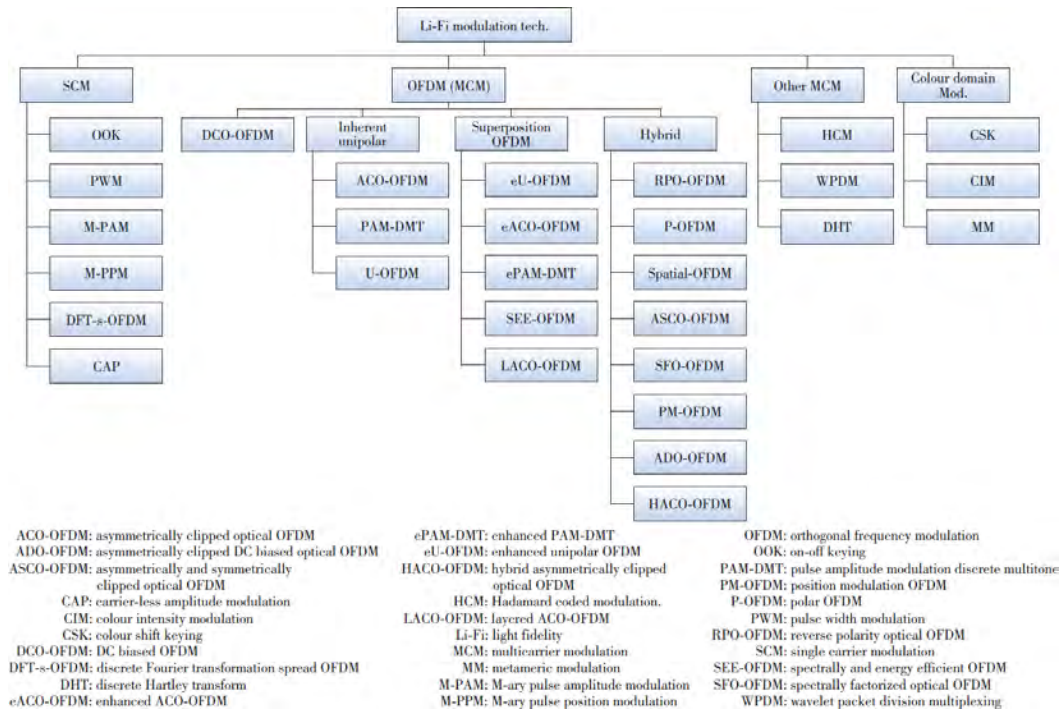 Li-Fi modulation tech.
SCM
OFDM (MCM)
Other MCM
Colour domain
Mod.
OOK
PWM
M-PAM
M-PPM
DFT-s-OFDM
CAP
DCO-OFDM
Inherent
unipolar
ACO-OFDM
PAM-DMT
U-OFDM
Superposition
OFDM
eU-OFDM
eACO-OFDM
ePAM-DMT
SEE-OFDM
LACO-OFDM
Hybrid
RPO-OFDM
P-OFDM
Spatial-OFDM
ASCO-OFDM
SFO-OFDM
PM-OFDM
ADO-OFDM
HACO-OFDM
HCM
WPDM
DHT
CSK
CIM
MM
ACO-OFDM: asymmetrically clipped optical OFDM
ADO-OFDM: asymmetrically clipped DC biased optical OFDM
ASCO-OFDM: asymmetrically and symmetrically
clipped optical OFDM
CAP: carrier-less amplitude modulation
CIM: colour intensity modulation
CSK: colour shift keying
DCO-OFDM: DC biased OFDM
DFT-s-OFDM: discrete Fourier transformation spread OFDM
DHT: discrete Hartley transform
eACO-OFDM: enhanced ACO-OFDM
ePAM-DMT: enhanced PAM-DMT
eU-OFDM: enhanced unipolar OFDM
HACO-OFDM: hybrid asymmetrically clipped
optical OFDM
HCM: Hadamard coded modulation.
LACO-OFDM: layered ACO-OFDM
Li-Fi: light fidelity
MCM: multicarrier modulation
MM: metameric modulation
M-PAM: M-ary pulse amplitude modulation
M-PPM: M-ary pulse position modulation
OFDM: orthogonal frequency modulation
OOK: on-off keying
PAM-DMT: pulse amplitude modulation discrete multitone
PM-OFDM: position modulation OFDM
P-OFDM: polar OFDM
PWM: pulse width modulation
RPO-OFDM: reverse polarity optical OFDM
SCM: single carrier modulation
SEE-OFDM: spectrally and energy efficient OFDM
SFO-OFDM: spectrally factorized optical OFDM
WPDM: wavelet packet division multiplexing